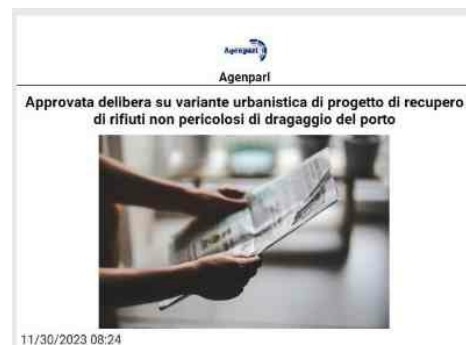 Agenparl
Agenparl
Approvata delibera su variante urbanistica di progetto di recupero
di rifiuti non pericolosi di dragaggio del porto
11/30/2023 08:24